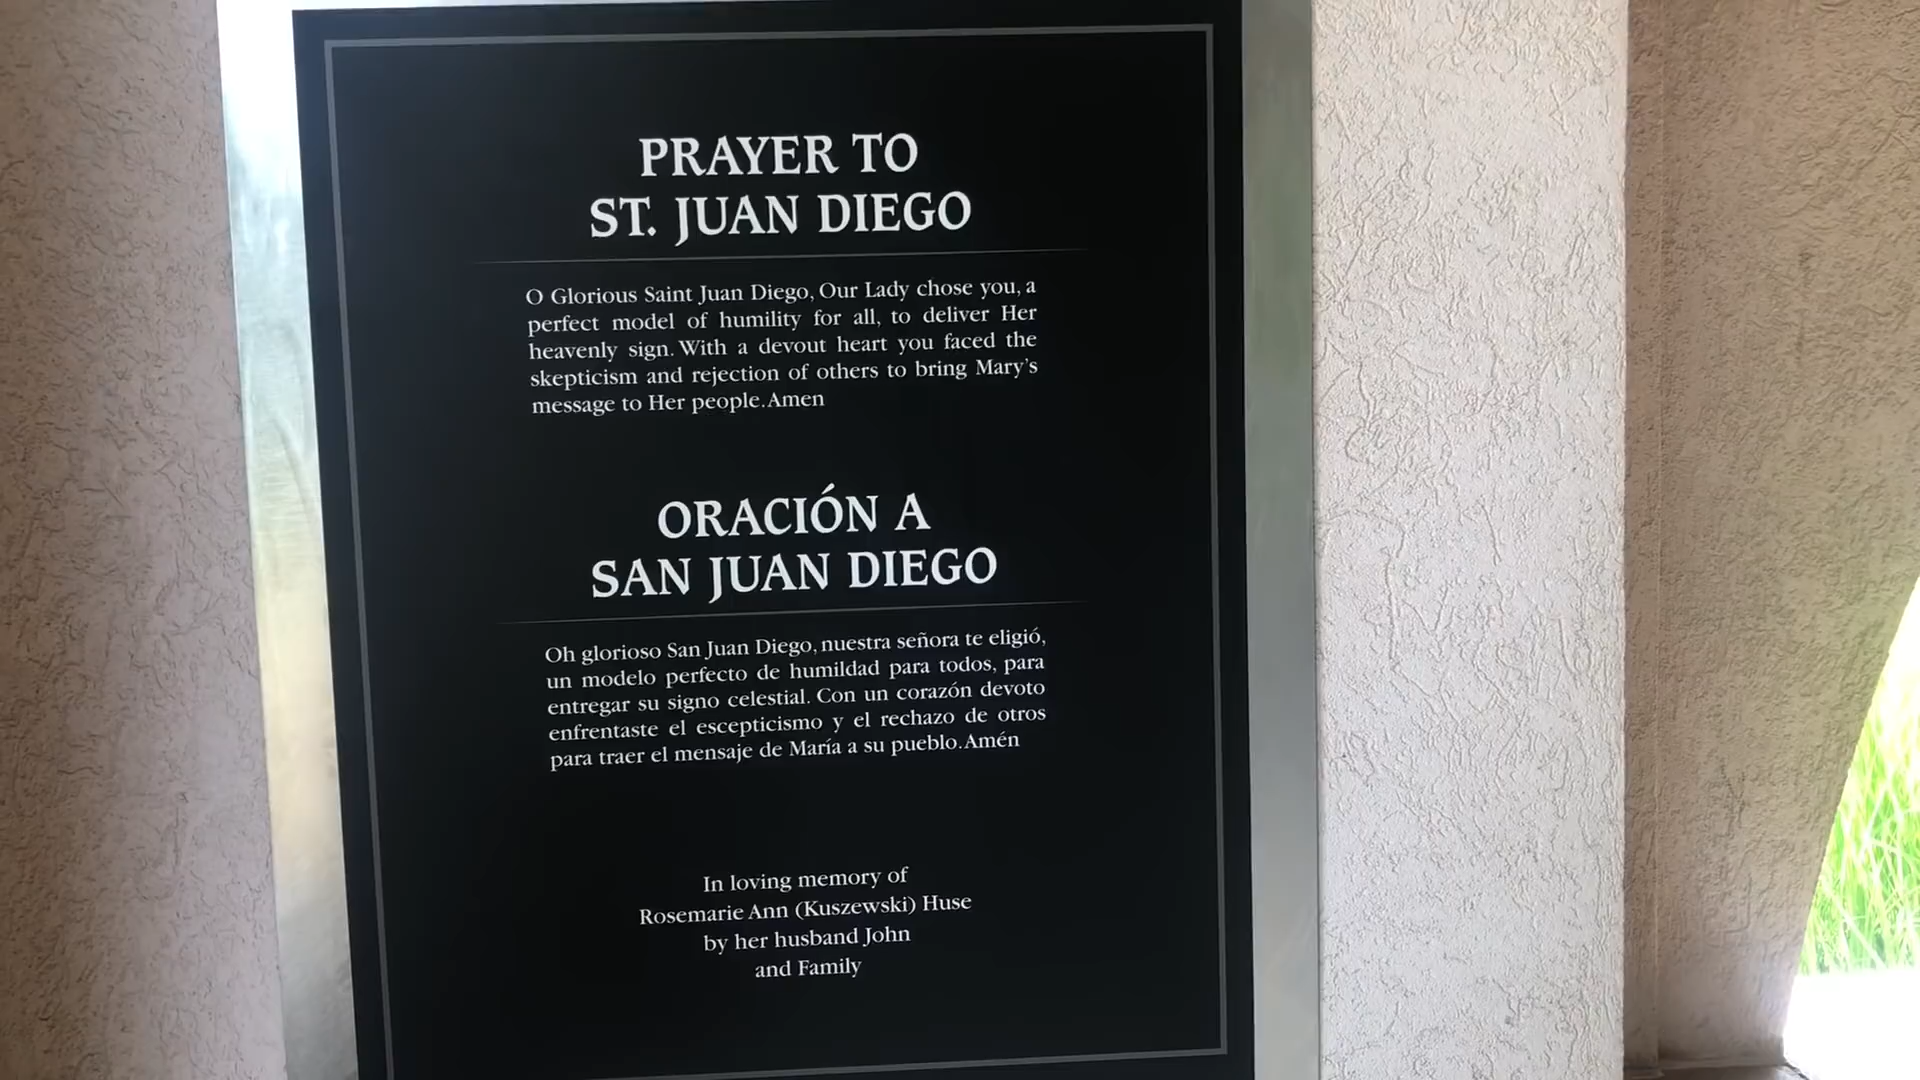 PRAYER TO
ST. JUAN DIEGO
O Glorious Saint Juan Diego, Our Lady chose you, a
perfect model of humility for all, to deliver Her
heavenly sign. With a devout heart you faced the
skepticism and rejection of others to bring Mary's
message to Her people. Amen
ORACIÓN A
SAN JUAN DIEGO
Oh glorioso San Juan Diego, nuestra señora te eligió,
un modelo perfecto de humildad para todos, para
entregar su signo celestial. Con un corazón devoto
enfrentaste el escepticismo y el rechazo de otros
para traer el mensaje de María a su pueblo. Amén
In loving memory of
Rosemarie Ann (Kuszewski) Huse
by her husband John
and Family